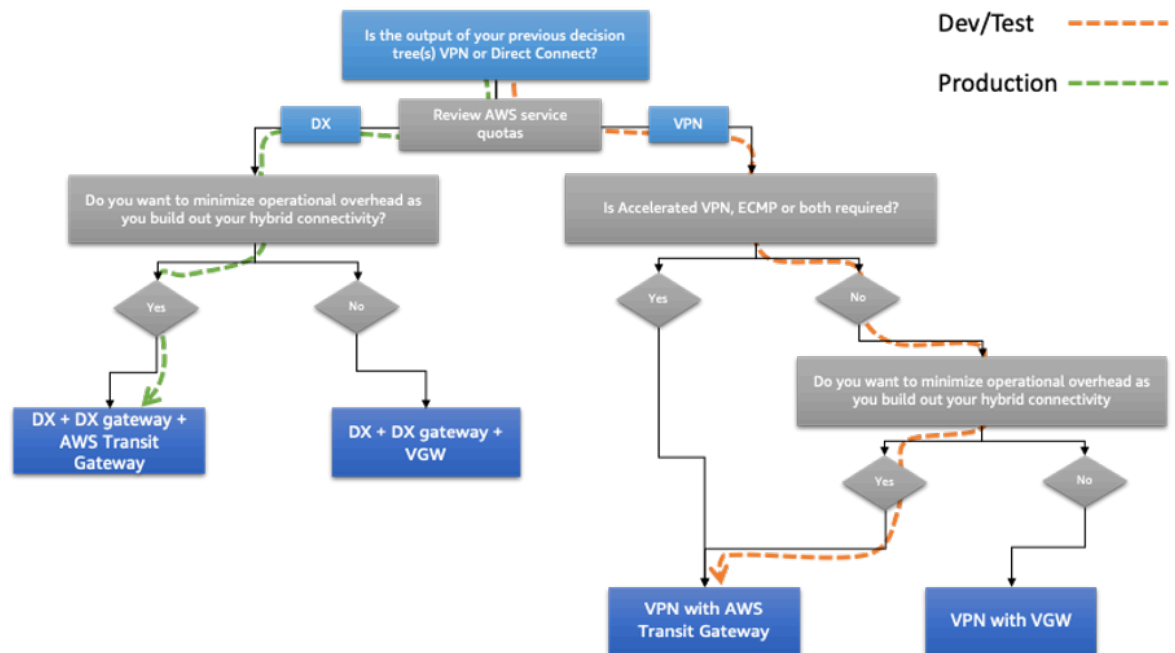 Is the output of your previous decision
tree(s) VPN or Direct Connect?
Dev/Test
Production
DX
Review AWS service
quotas
VPN
Do you want to minimize operational overhead as
you build out your hybrid connectivity?
Is Accelerated VPN, ECMP or both required?
Yes
No
Yes
No
Do you want to minimize operational overhead as
you build out your hybrid connectivity
DX + DX gateway +
AWS Transit
Gateway
DX + DX gateway +
VGW
Yes
No
VPN with AWS
Transit Gateway
VPN with VGW